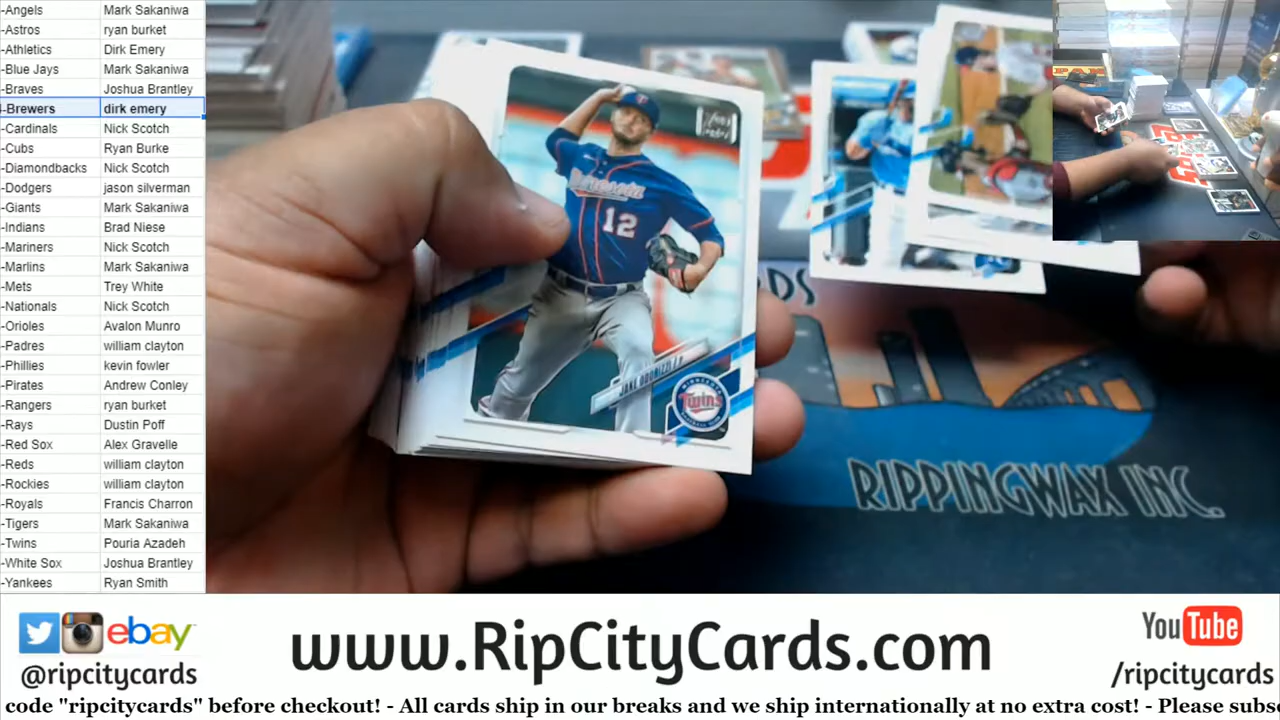 -Angels Mark Sakaniwa
-Astros ryan burket
-Athletics Dirk Emery
-Blue Jays Mark Sakaniwa
-Braves Joshua Brantley
-Brewers dirk emery
-Cardinals Nick Scotch
-Cubs Ryan Burke
-Diamondbacks Nick Scotch
-Dodgers jason silverman
-Giants Mark Sakaniwa
-Indians Brad Niese
-Mariners Nick Scotch
-Marlins Mark Sakaniwa
-Mets Trey White
-Nationals Nick Scotch
-Orioles Avalon Munro
-Padres william clayton
-Phillies kevin fowler
-Pirates Andrew Conley
-Rangers ryan burket
-Rays Dustin Poff
-Red Sox Alex Gravelle
-Reds william clayton
-Rockies william clayton
-Royals Francis Charron
-Tigers Mark Sakaniwa
-Twins Pouria Azadeh
-White Sox Joshua Brantley
-Yankees Ryan Smith
Minnesota
12
JAKE ODORIZZI
Twins
RIPPINGWAX INC.
ebay
@ripcitycards
www.RipCityCards.com
YouTube
/ripcitycards
code "ripcitycards" before checkout! - All cards ship in our breaks and we ship internationally at no extra cost! - Please subs